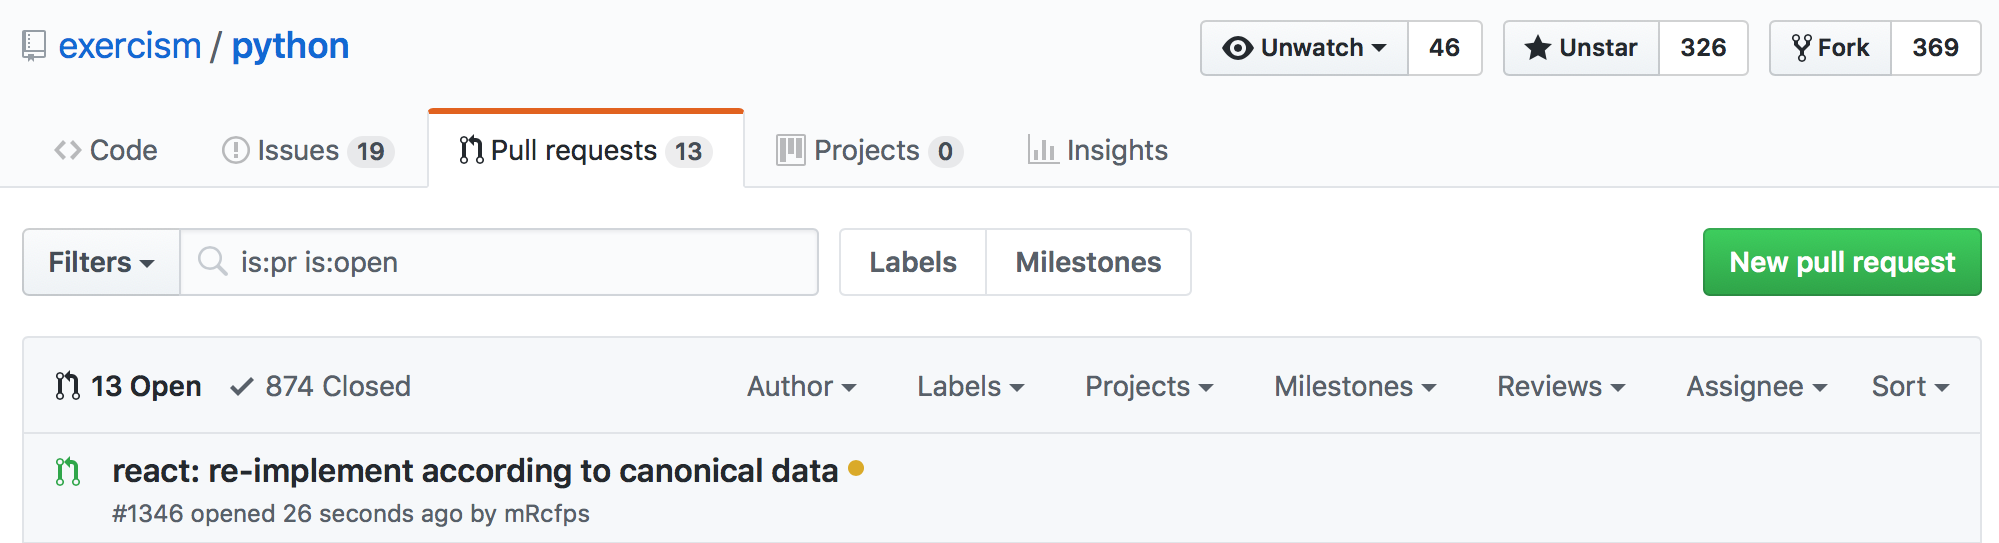 exercism / python
Unwatch 46 Unstar 326 Fork 369
Code Issues 19 Pull requests 13 Projects 0 Insights
Filters is:pr is:open Labels Milestones New pull request
13 Open 874 Closed Author Labels Projects Milestones Reviews Assignee Sort
react: re-implement according to canonical data
#1346 opened 26 seconds ago by mRcfps